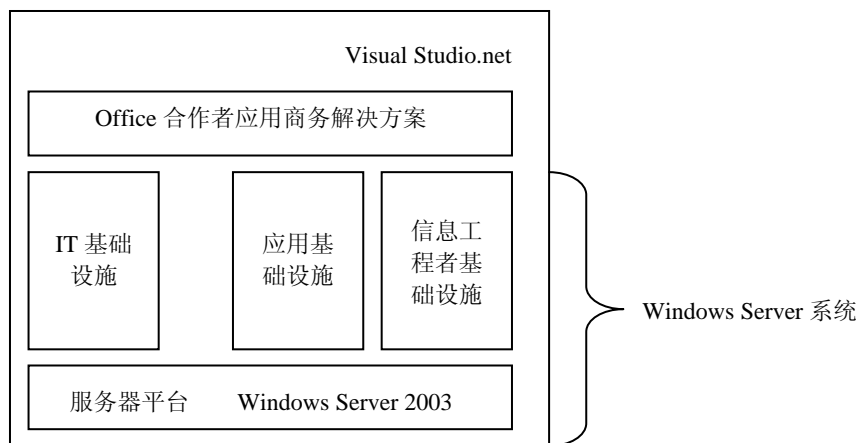 Visual Studio.net
Office 合作者应用商务解决方案
IT 基础
设施
应用基
础设施
信息工
程者基
础设施
Windows Server 系统
服务器平台 Windows Server 2003